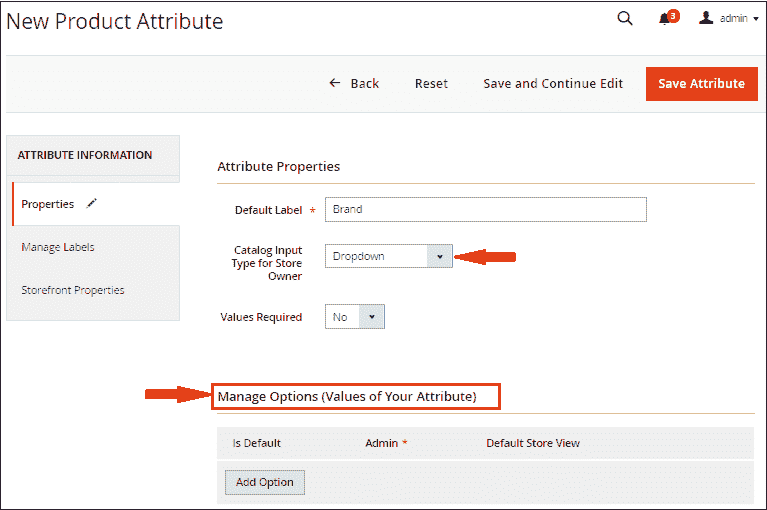 New Product Attribute
3
admin
Back Reset Save and Continue Edit Save Attribute
ATTRIBUTE INFORMATION
Properties
Manage Labels
Storefront Properties
Attribute Properties
Default Label * Brand
Catalog Input
Type for Store
Owner
Dropdown
Values Required No
Manage Options (Values of Your Attribute)
Is Default Admin * Default Store View
Add Option